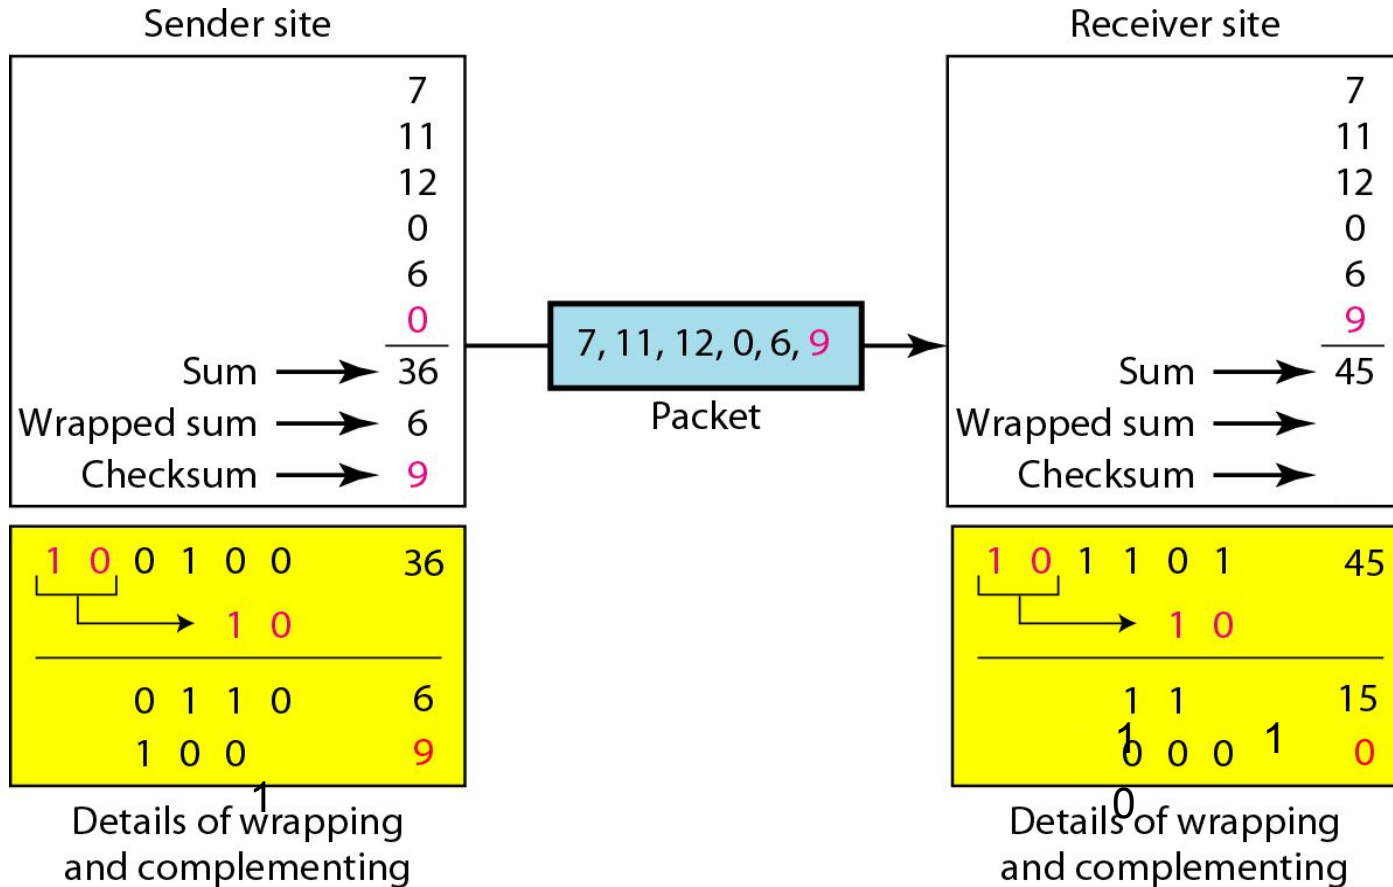 Sender site
7
11
12
0
6
0
Sum 36
Wrapped sum 6
Checksum 9
1 0 0 1 0 0 36
1 0
0 1 1 0 6
1 0 0 9
1
Details of wrapping
and complementing
7, 11, 12, 0, 6, 9
Packet
Receiver site
7
11
12
0
6
9
Sum 45
Wrapped sum
Checksum
1 0 1 1 0 1 45
1 0
1 1 15
1 1
0 0 0 0
0
Details of wrapping
and complementing